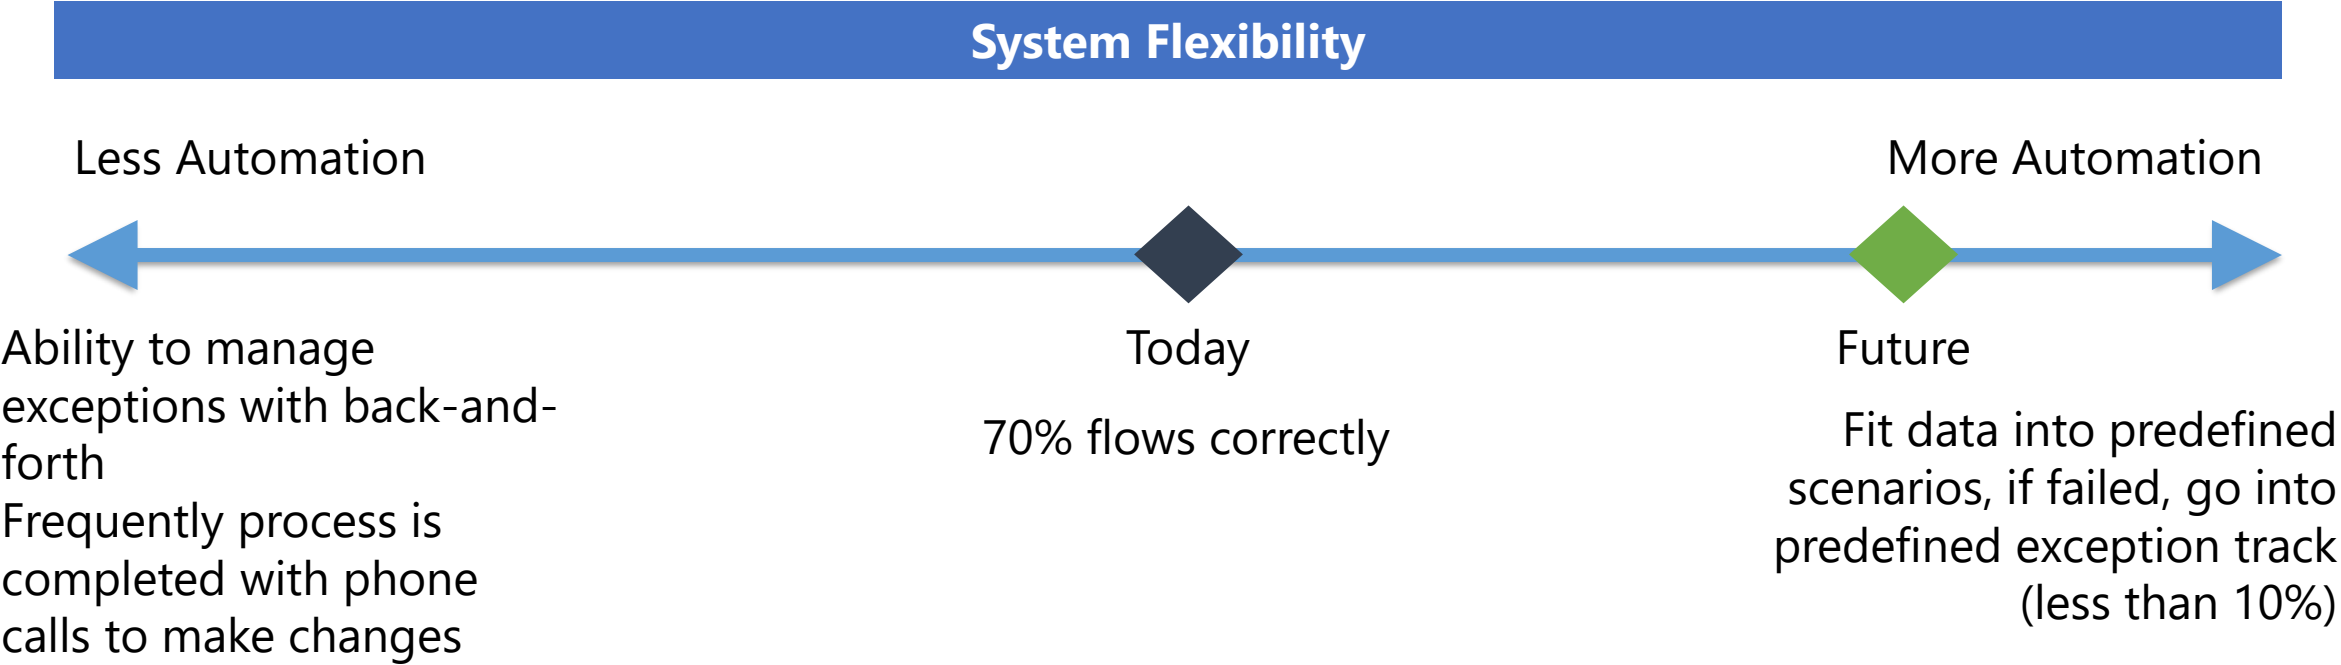 System Flexibility
Less Automation
More Automation
Ability to manage
exceptions with back-and-
forth
Frequently process is
completed with phone
calls to make changes
Today
70% flows correctly
Future
Fit data into predefined
scenarios, if failed, go into
predefined exception track
(less than 10%)